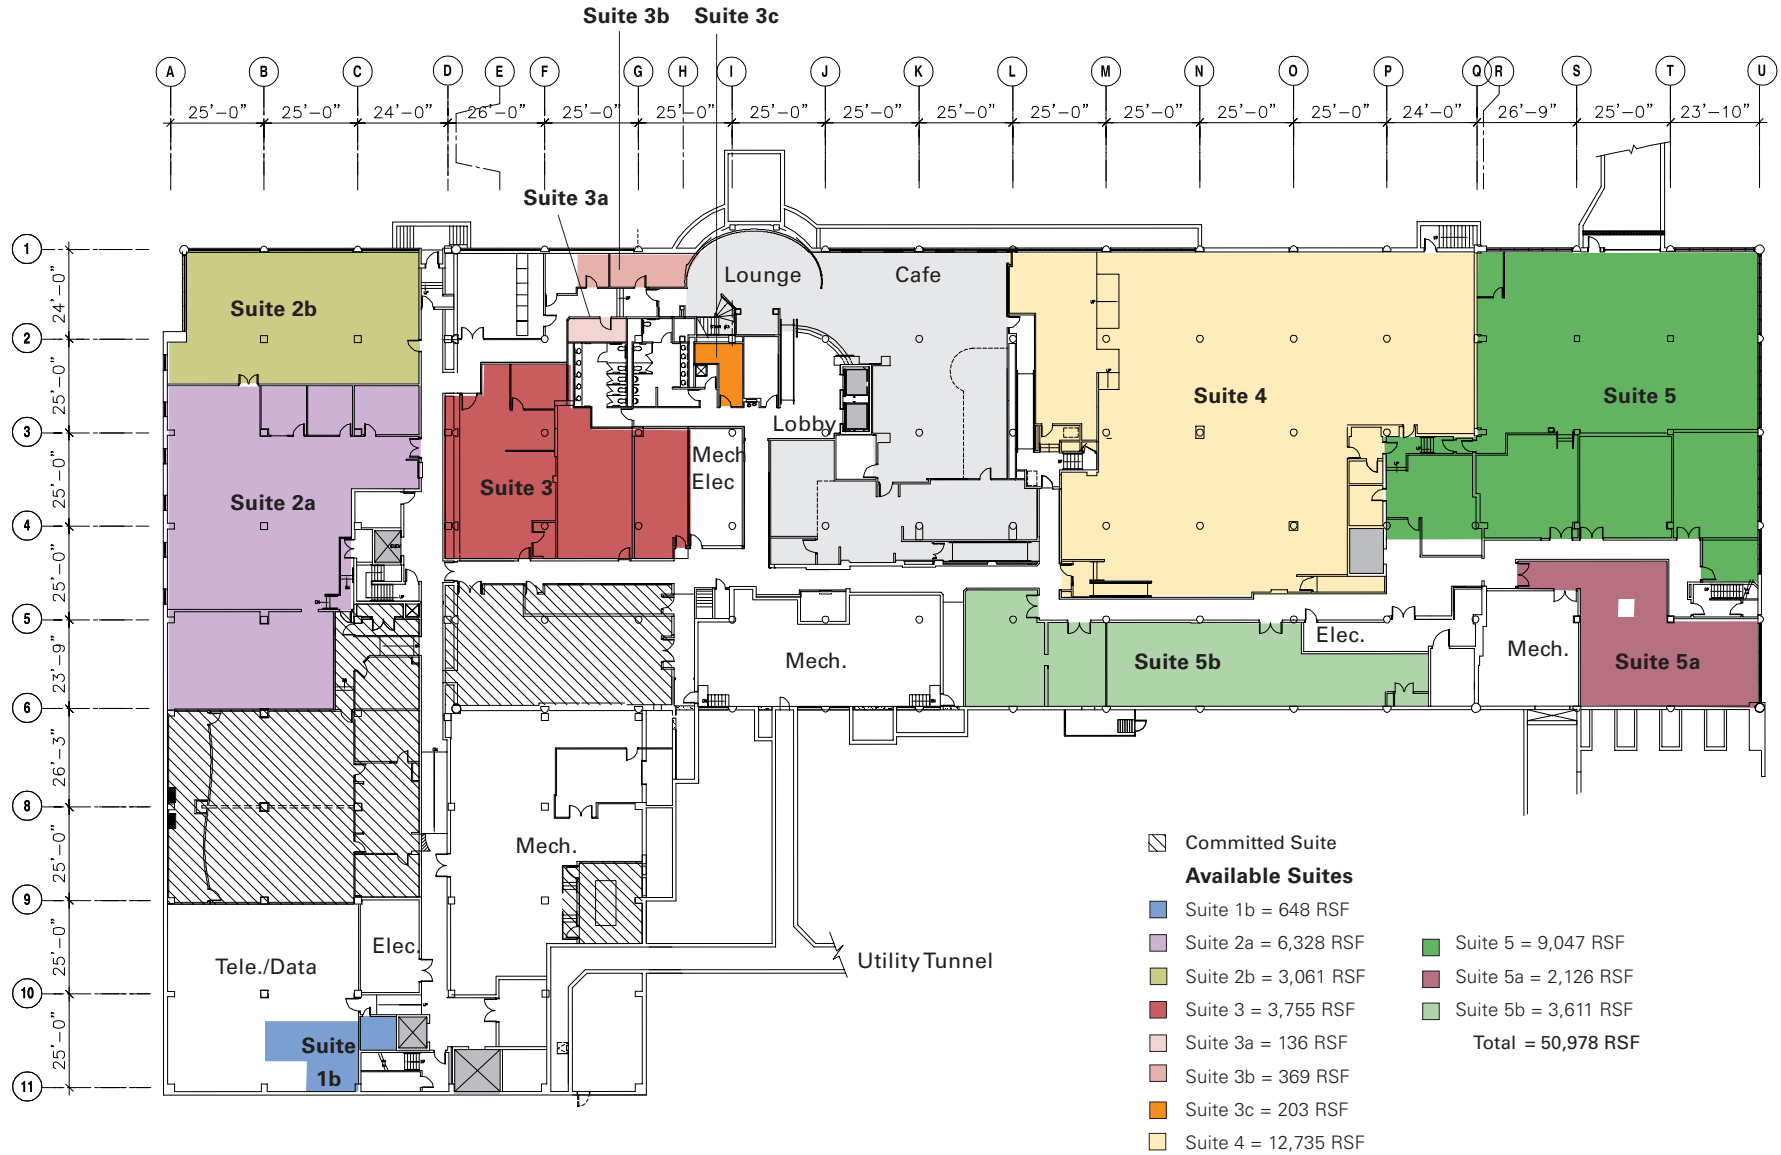 Suite 3b Suite 3c
A B C D E F G H I J K L M N O P Q R S T U
25'-0" 25'-0" 24'-0" 26'-0" 25'-0" 25'-0" 25'-0" 25'-0" 25'-0" 25'-0" 25'-0" 25'-0" 24'-0" 26'-9" 25'-0" 23'-10"
Suite 3a
1
24'-0"
Lounge
Cafe
Suite 2b
2
25'-0"
Suite 4
Suite 5
3
Lobby
Mech
Elec
25'-0"
Suite 3
Suite 2a
4
25'-0"
5
Elec.
Mech.
Mech.
Suite 5b
Suite 5a
23'-9"
6
26'-3"
8
Mech.
25'-0"
9
Elec.
Tele./Data
Utility Tunnel
25'-0"
10
25'-0"
Suite
1b
11
Committed Suite
Available Suites
Suite 1b = 648 RSF
Suite 2a = 6,328 RSF
Suite 2b = 3,061 RSF
Suite 3 = 3,755 RSF
Suite 3a = 136 RSF
Suite 3b = 369 RSF
Suite 3c = 203 RSF
Suite 4 = 12,735 RSF
Suite 5 = 9,047 RSF
Suite 5a = 2,126 RSF
Suite 5b = 3,611 RSF
Total = 50,978 RSF